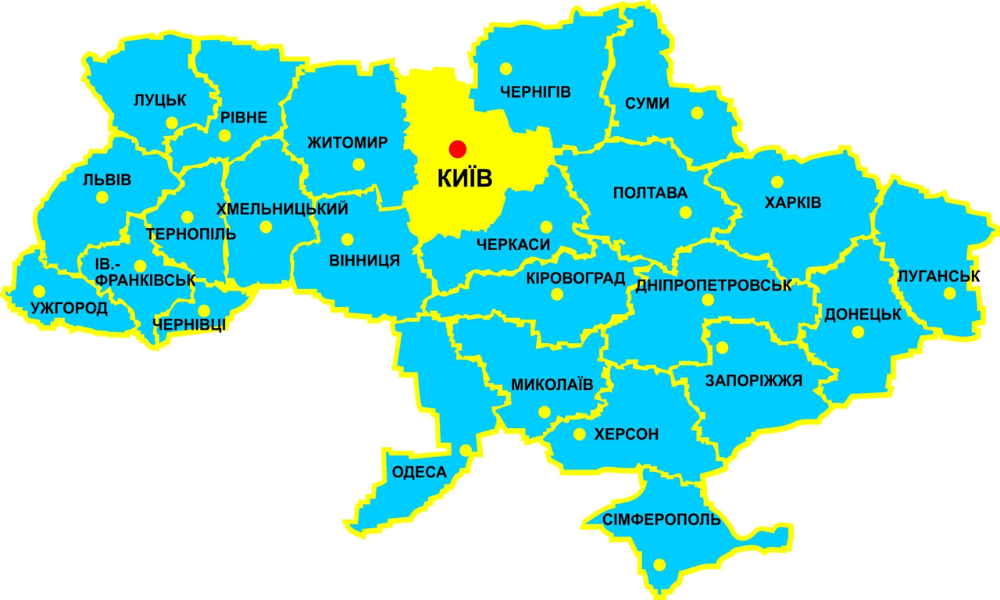 ЧЕРНІГІВ
СУМИ
ЛУЦЬК
РІВНЕ
ЖИТОМИР
КИЇВ
ЛЬВІВ
ПОЛТАВА
ХАРКІВ
ХМЕЛЬНИЦЬКИЙ
ТЕРНОПІЛЬ
ЧЕРКАСИ
ВІННИЦЯ
ІВ.-
ФРАНКІВСЬК
КІРОВОГРАД
ДНІПРОПЕТРОВСЬК
ЛУГАНСЬК
УЖГОРОД
ДОНЕЦЬК
ЧЕРНІВЦІ
МИКОЛАЇВ
ЗАПОРІЖЖЯ
ХЕРСОН
ОДЕСА
СІМФЕРОПОЛЬ